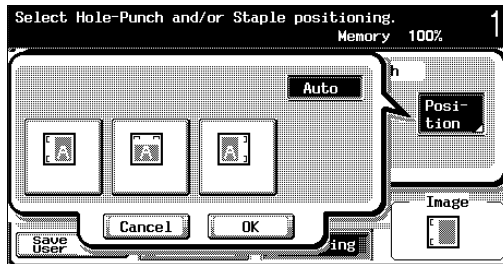 Select Hole-Punch and/or Staple positioning.
1
Memory 100%
h
Auto
Posi-
tion
A A A
Image
Cancel OK
Save
User
ing